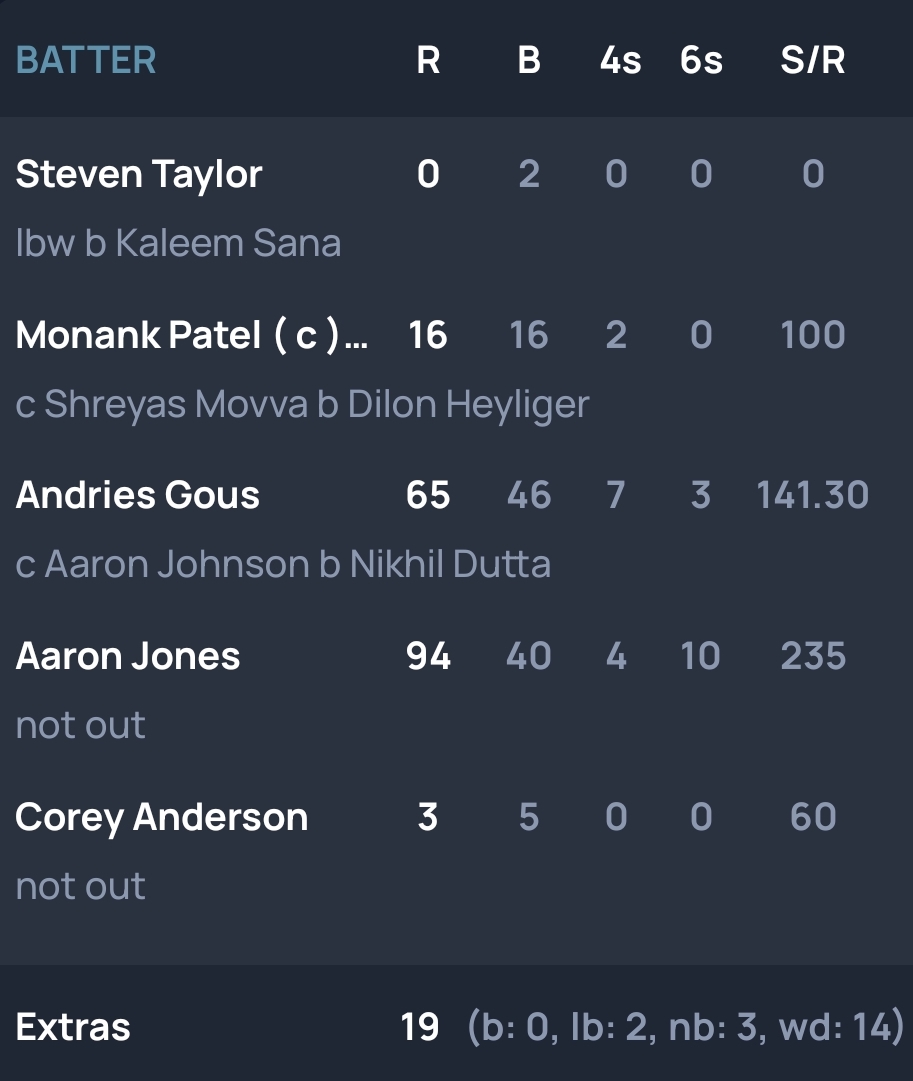 BATTER R B 4s 6s S/R
Steven Taylor 0 2 0 0 0
lbw b Kaleem Sana
Monank Patel ( c )... 16 16 2 0 100
c Shreyas Movva b Dilon Heyliger
Andries Gous 65 46 7 3 141.30
c Aaron Johnson b Nikhil Dutta
Aaron Jones 94 40 4 10 235
not out
Corey Anderson 3 5 0 0 60
not out
Extras 19 (b: 0, lb: 2, nb: 3, wd: 14)